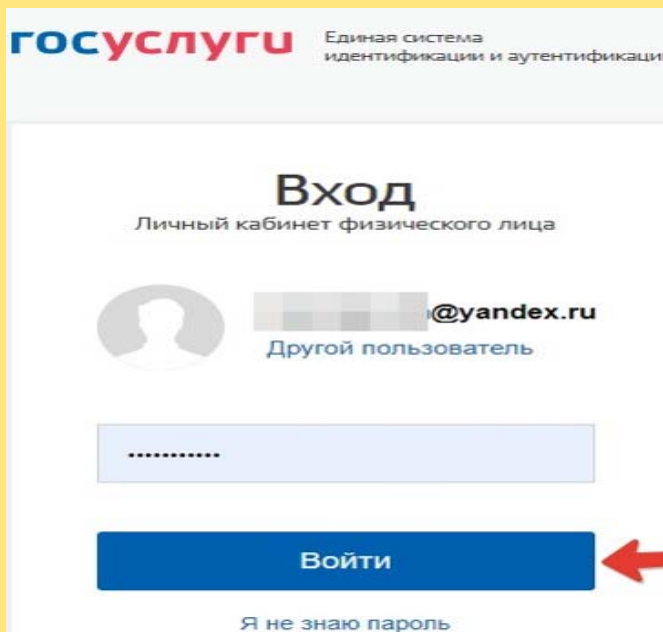 госуслуги
Единая система
идентификации и аутентификаци
Вход
Личный кабинет физического лица
@yandex.ru
Другой пользователь
•••••••••••
Войти
Я не знаю пароль